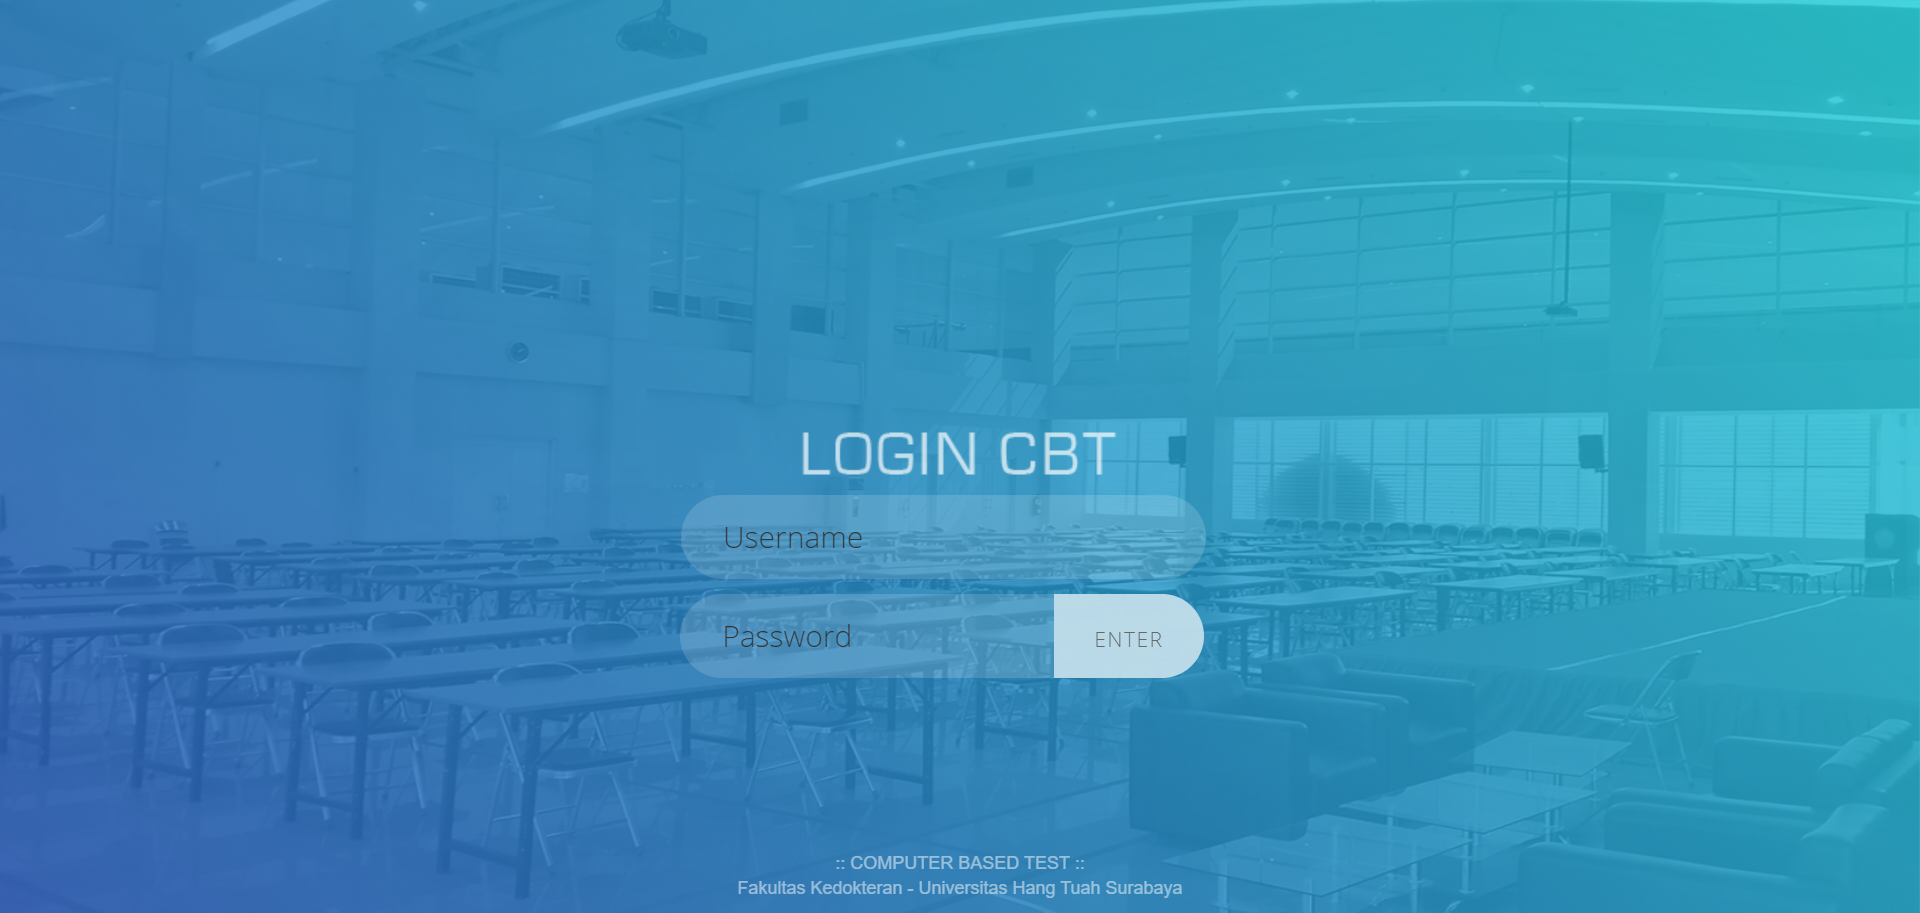 LOGIN CBT
Username
Password
ENTER
:: COMPUTER BASED TEST ::
Fakultas Kedokteran - Universitas Hang Tuah Surabaya